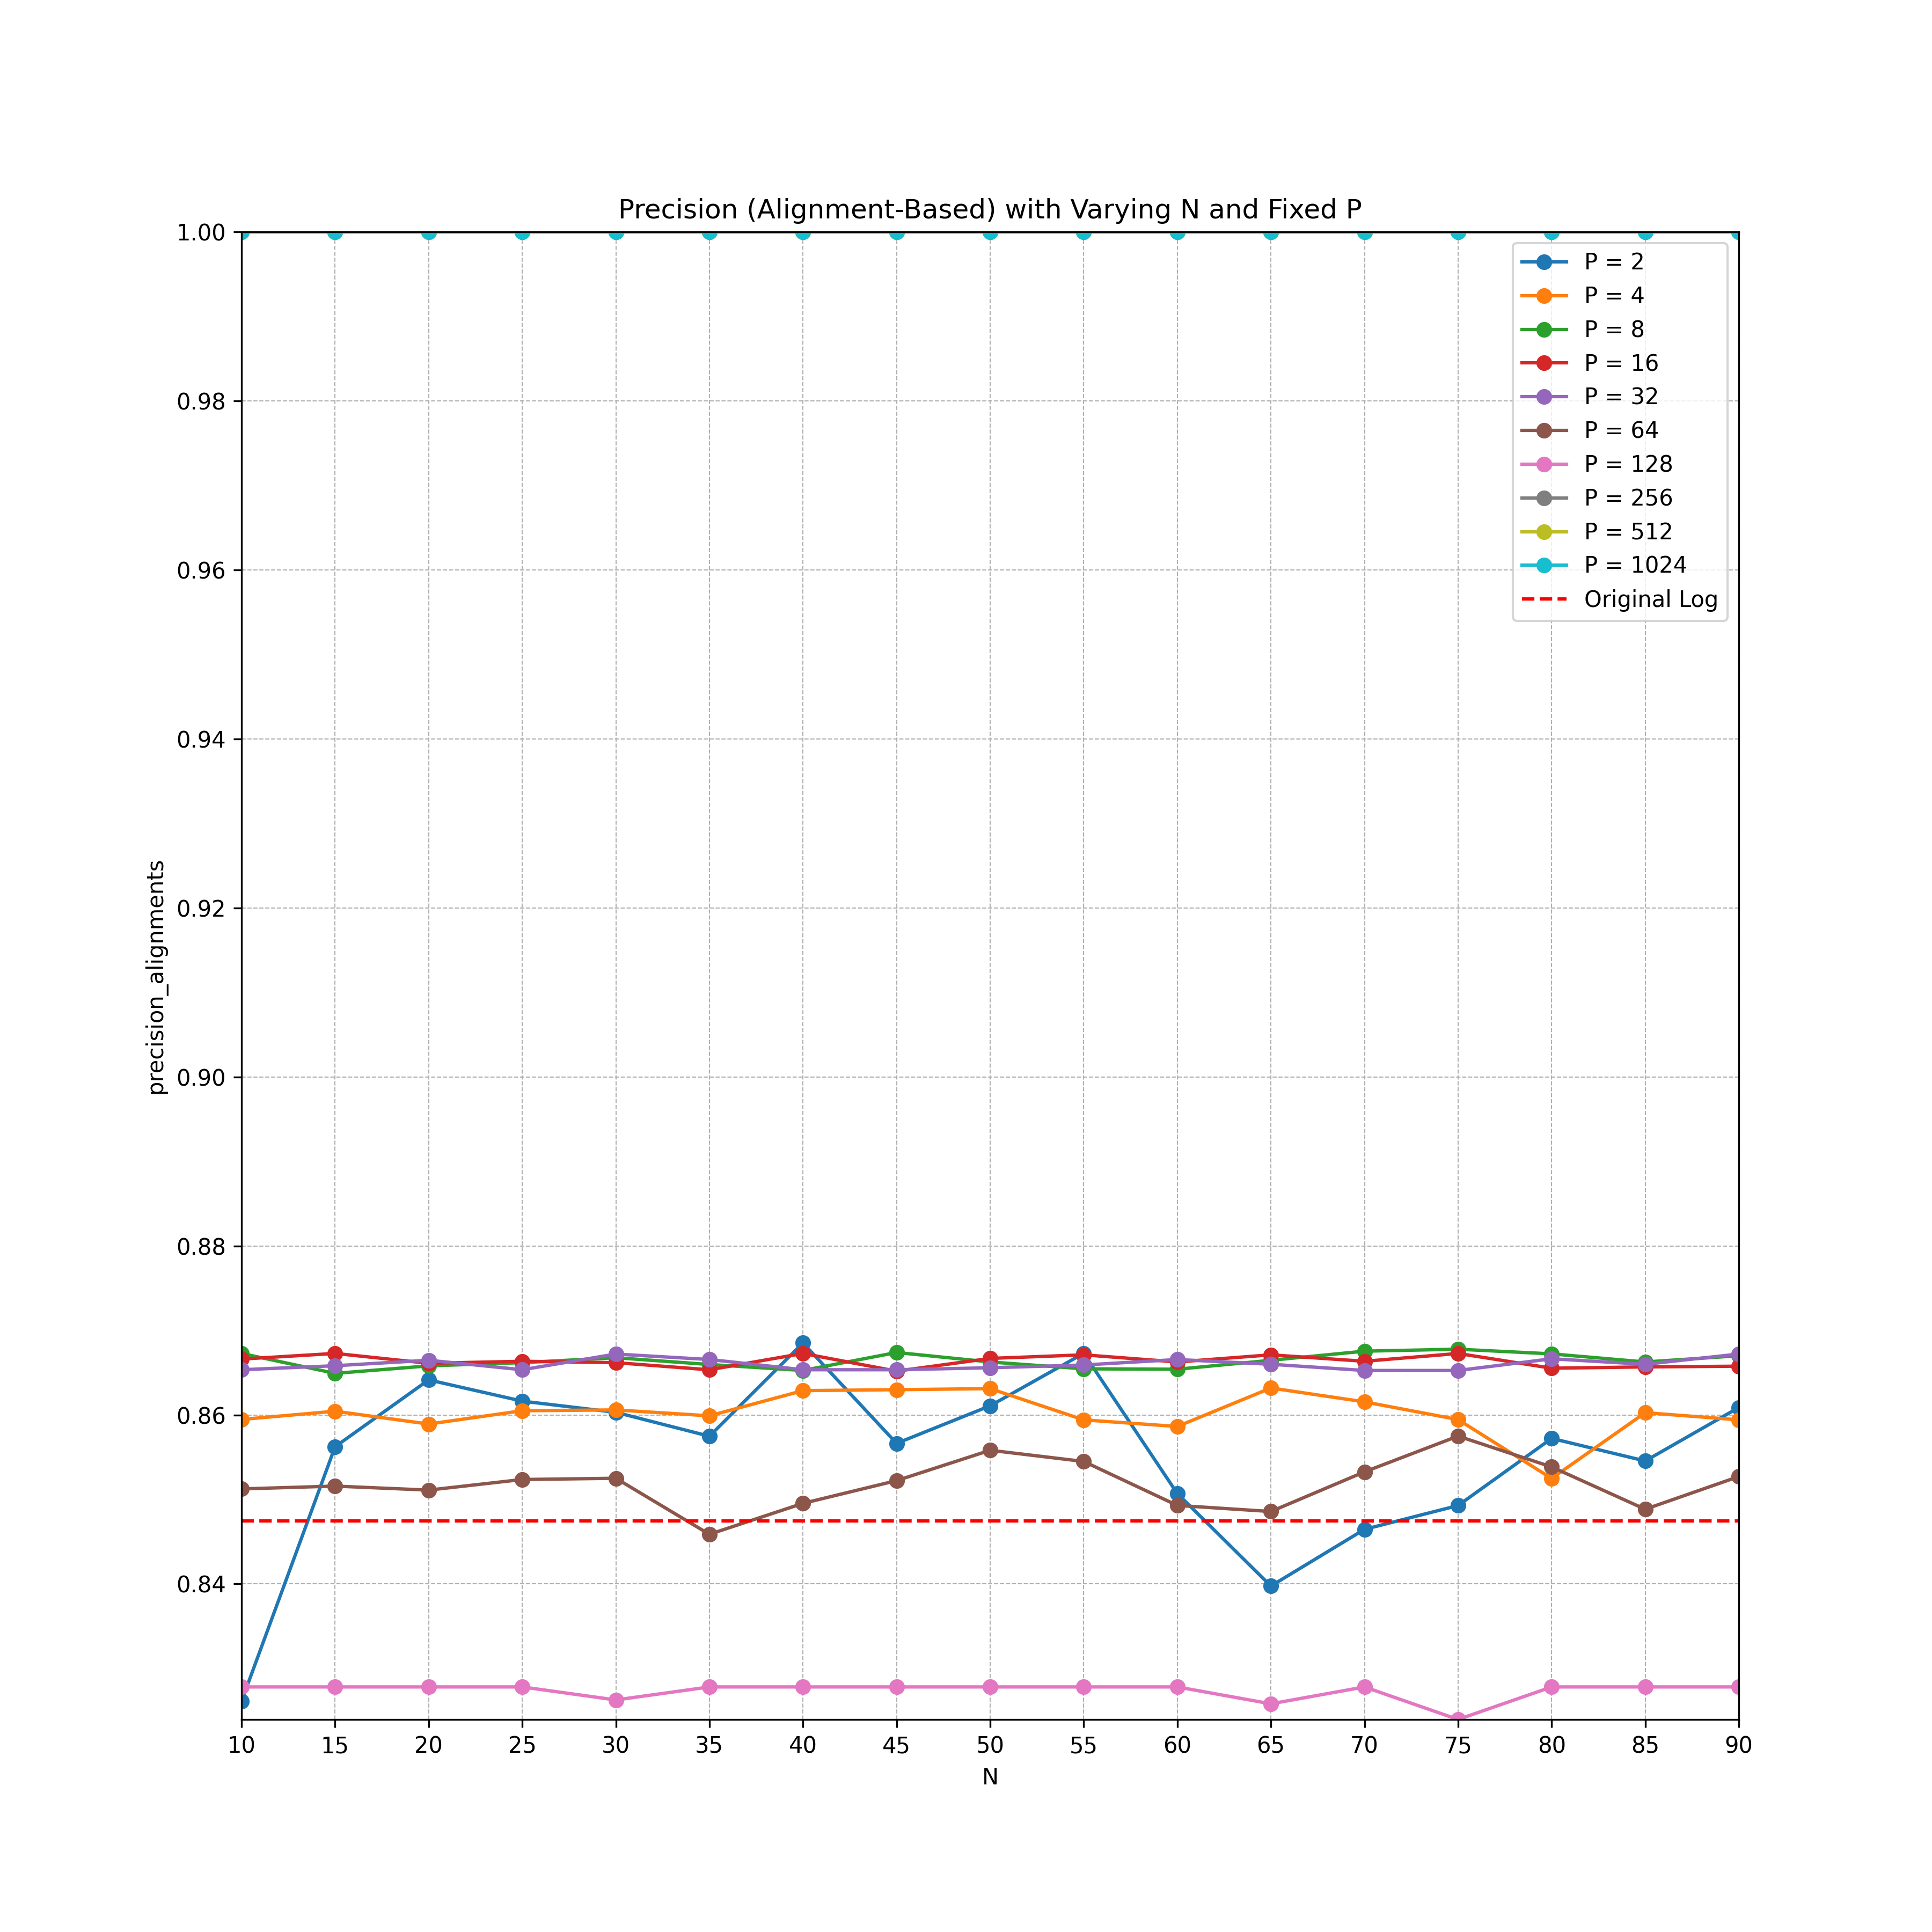 Precision (Alignment-Based) with Varying N and Fixed P
1.00
0.98
0.96
0.94
0.92
0.90
0.88
0.86
0.84
precision_alignments
P = 2
P = 4
P = 8
P = 16
P = 32
P = 64
P = 128
P = 256
P = 512
P = 1024
Original Log
10 15 20 25 30 35 40 45 50 55 60 65 70 75 80 85 90
N